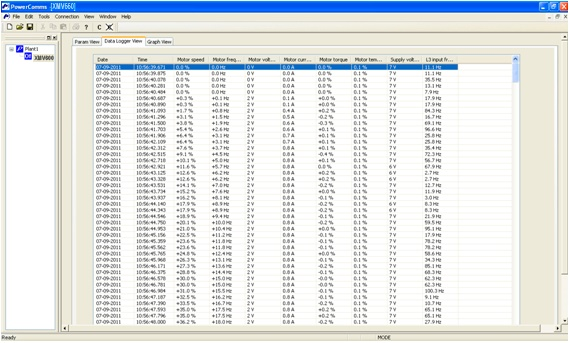 PowerComms - [XMV660]
File Edit Tools Connection View Window Help
Plant1
XMV600
Param View Data Logger View Graph View
Date Time Motor speed Motor freq... Motor volt... Motor curr... Motor torque Motor tem... Supply volt... L3 input fr...
07-09-2011 10:56:39.671 0.0 % 0.0 Hz 0 V 0.0 A 0.0 % 0.1 % 7 V 11.1 Hz
07-09-2011 10:56:39.875 0.0 % 0.0 Hz 0 V 0.0 A 0.0 % 0.1 % 7 V 11.1 Hz
07-09-2011 10:56:40.078 0.0 % 0.0 Hz 0 V 0.0 A 0.0 % 0.1 % 7 V 35.5 Hz
07-09-2011 10:56:40.281 0.0 % 0.0 Hz 0 V 0.0 A 0.0 % 0.1 % 7 V 13.1 Hz
07-09-2011 10:56:40.484 0.0 % 0.0 Hz 0 V 0.0 A 0.0 % 0.1 % 7 V 7.9 Hz
07-09-2011 10:56:40.687 +0.3 % +0.1 Hz 2 V 0.1 A +0.0 % 0.1 % 7 V 17.9 Hz
07-09-2011 10:56:40.890 +0.3 % +0.1 Hz 2 V 0.1 A +0.0 % 0.1 % 7 V 17.9 Hz
07-09-2011 10:56:41.093 +1.7 % +0.8 Hz 2 V 0.4 A +0.2 % 0.1 % 7 V 84.3 Hz
07-09-2011 10:56:41.296 +3.1 % +1.5 Hz 2 V 0.5 A -0.2 % 0.1 % 7 V 16.7 Hz
07-09-2011 10:56:41.500 +3.8 % +1.9 Hz 2 V 0.6 A -0.3 % 0.1 % 7 V 69.1 Hz
07-09-2011 10:56:41.703 +5.4 % +2.6 Hz 2 V 0.7 A +0.1 % 0.1 % 7 V 96.6 Hz
07-09-2011 10:56:41.906 +6.4 % +3.1 Hz 2 V 0.7 A +0.1 % 0.1 % 7 V 25.8 Hz
07-09-2011 10:56:42.109 +6.4 % +3.1 Hz 2 V 0.7 A +0.1 % 0.1 % 7 V 25.8 Hz
07-09-2011 10:56:42.312 +7.6 % +3.7 Hz 2 V 0.8 A +0.1 % 0.1 % 7 V 35.4 Hz
07-09-2011 10:56:42.515 +9.1 % +4.5 Hz 2 V 0.8 A -0.4 % 0.1 % 7 V 72.3 Hz
07-09-2011 10:56:42.718 +10.1 % +5.0 Hz 2 V 0.8 A +0.1 % 0.1 % 7 V 56.7 Hz
07-09-2011 10:56:42.921 +11.6 % +5.7 Hz 2 V 0.8 A 0.0 % 0.1 % 6 V 67.9 Hz
07-09-2011 10:56:43.125 +12.6 % +6.2 Hz 2 V 0.8 A +0.2 % 0.1 % 6 V 2.7 Hz
07-09-2011 10:56:43.328 +12.6 % +6.2 Hz 2 V 0.8 A +0.2 % 0.1 % 6 V 2.7 Hz
07-09-2011 10:56:43.531 +14.1 % +7.0 Hz 2 V 0.8 A -0.2 % 0.1 % 7 V 12.7 Hz
07-09-2011 10:56:43.734 +15.2 % +7.6 Hz 2 V 0.8 A +0.0 % 0.1 % 7 V 11.9 Hz
07-09-2011 10:56:43.937 +16.2 % +8.1 Hz 2 V 0.8 A -0.1 % 0.1 % 7 V 3.0 Hz
07-09-2011 10:56:44.140 +17.9 % +8.9 Hz 2 V 0.8 A -0.2 % 0.1 % 6 V 8.3 Hz
07-09-2011 10:56:44.343 +17.9 % +8.9 Hz 2 V 0.8 A -0.2 % 0.1 % 6 V 8.3 Hz
07-09-2011 10:56:44.546 +18.9 % +9.4 Hz 2 V 0.8 A -0.1 % 0.1 % 7 V 21.9 Hz
07-09-2011 10:56:44.750 +20.1 % +10.0 Hz 2 V 0.8 A -0.2 % 0.1 % 7 V 59.5 Hz
07-09-2011 10:56:44.953 +21.0 % +10.4 Hz 2 V 0.8 A +0.0 % 0.1 % 7 V 95.1 Hz
07-09-2011 10:56:45.156 +22.5 % +11.2 Hz 2 V 0.8 A -0.1 % 0.1 % 7 V 17.9 Hz
07-09-2011 10:56:45.359 +23.6 % +11.8 Hz 2 V 0.8 A -0.1 % 0.1 % 7 V 78.2 Hz
07-09-2011 10:56:45.562 +23.6 % +11.8 Hz 2 V 0.8 A -0.1 % 0.1 % 7 V 78.2 Hz
07-09-2011 10:56:45.765 +24.8 % +12.4 Hz 2 V 0.8 A +0.0 % 0.1 % 7 V 58.6 Hz
07-09-2011 10:56:45.968 +26.3 % +13.1 Hz 2 V 0.8 A -0.1 % 0.1 % 7 V 34.3 Hz
07-09-2011 10:56:46.171 +27.3 % +13.6 Hz 2 V 0.8 A -0.2 % 0.1 % 7 V 85.1 Hz
07-09-2011 10:56:46.375 +28.8 % +14.4 Hz 2 V 0.8 A -0.1 % 0.1 % 7 V 68.3 Hz
07-09-2011 10:56:46.578 +30.0 % +15.0 Hz 2 V 0.8 A -0.2 % 0.1 % 7 V 62.3 Hz
07-09-2011 10:56:46.781 +30.0 % +15.0 Hz 2 V 0.8 A -0.2 % 0.1 % 7 V 62.3 Hz
07-09-2011 10:56:46.984 +31.0 % +15.5 Hz 2 V 0.8 A -0.2 % 0.1 % 7 V 100.3 Hz
07-09-2011 10:56:47.187 +32.5 % +16.2 Hz 2 V 0.8 A -0.1 % 0.1 % 7 V 9.1 Hz
07-09-2011 10:56:47.390 +33.5 % +16.7 Hz 2 V 0.8 A -0.2 % 0.1 % 7 V 10.7 Hz
07-09-2011 10:56:47.593 +35.0 % +17.5 Hz 2 V 0.8 A +0.2 % 0.1 % 7 V 65.1 Hz
07-09-2011 10:56:47.796 +35.0 % +17.5 Hz 2 V 0.8 A +0.2 % 0.1 % 7 V 65.1 Hz
07-09-2011 10:56:48.000 +36.2 % +18.0 Hz 2 V 0.8 A -0.1 % 0.1 % 7 V 27.9 Hz
Ready MODE